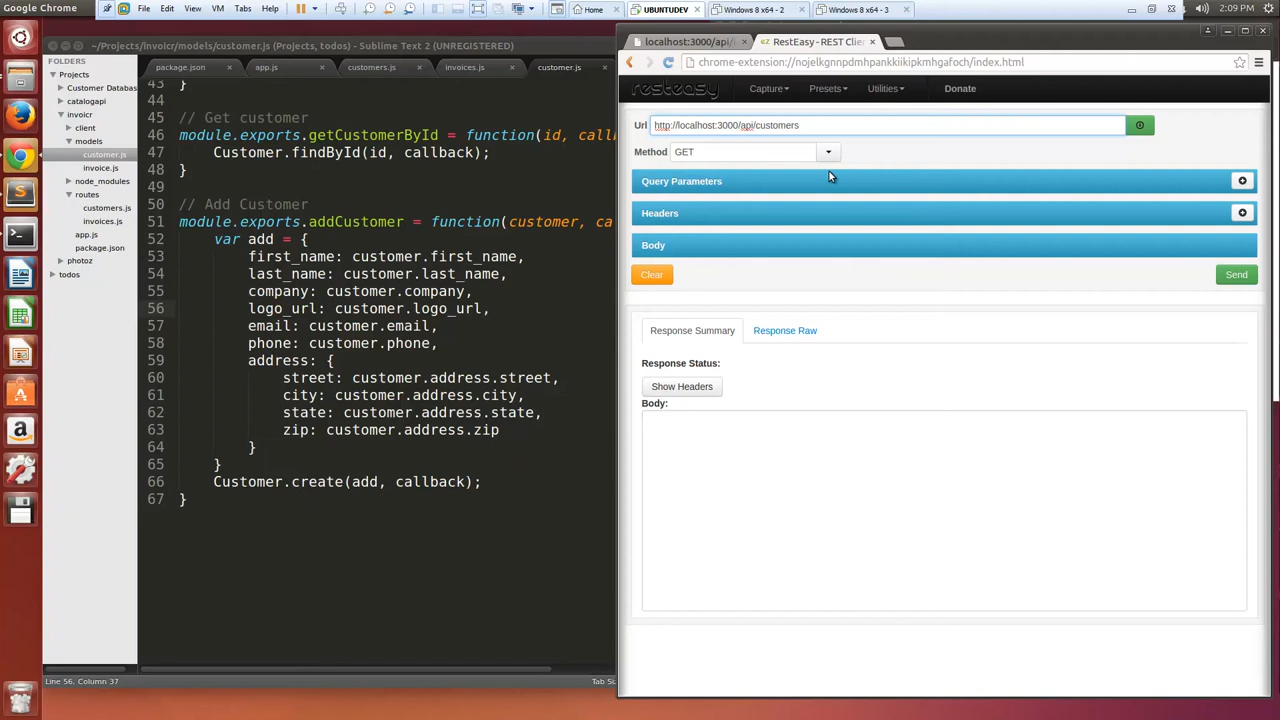 Google Chrome
File Edit View VM Tabs Help
Home
UBUNTUDEV
Windows 8 x64 - 2
Windows 8 x64 - 3
2:09 PM
~/Projects/invoicr/models/customer.js (Projects, todos) - Sublime Text 2 (UNREGISTERED)
FOLDERS
Projects
Customer Databas
catalogapi
invoicr
client
models
customer.js
invoice.js
node_modules
routes
customers.js
invoices.js
app.js
package.json
photoz
todos
package.json
app.js
customers.js
invoices.js
customer.js
43 }
44
45 // Get customer
46 module.exports.getCustomerById = function(id, call
47 Customer.findById(id, callback);
48 }
49
50 // Add Customer
51 module.exports.addCustomer = function(customer, ca
52 var add = {
53 first_name: customer.first_name,
54 last_name: customer.last_name,
55 company: customer.company,
56 logo_url: customer.logo_url,
57 email: customer.email,
58 phone: customer.phone,
59 address: {
60 street: customer.address.street,
61 city: customer.address.city,
62 state: customer.address.state,
63 zip: customer.address.zip
64 }
65 }
66 Customer.create(add, callback);
67 }
Line 56, Column 37
Tab Si
localhost:3000/api/i
RestEasy - REST Clie
chrome-extension://nojelkgnnpdmhpankkiikipkmhgafoch/index.html
resteasy
Capture
Presets
Utilities
Donate
Url http://localhost:3000/api/customers
Method GET
Query Parameters
Headers
Body
Clear
Send
Response Summary
Response Raw
Response Status:
Show Headers
Body: